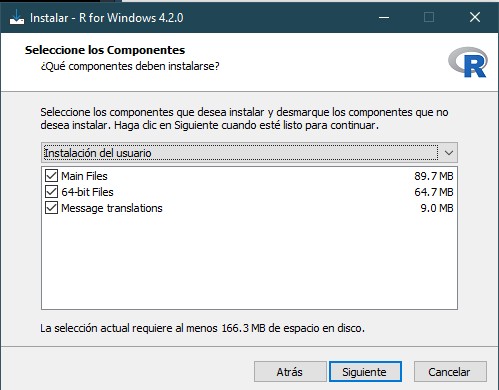 Instalar - R for Windows 4.2.0
Seleccione los Componentes
¿Qué componentes deben instalarse?
R
Seleccione los componentes que desea instalar y desmarque los componentes que no
desea instalar. Haga clic en Siguiente cuando esté listo para continuar.
Instalación del usuario
Main Files 89.7 MB
64-bit Files 64.7 MB
Message translations 9.0 MB
La selección actual requiere al menos 166.3 MB de espacio en disco.
Atrás Siguiente Cancelar